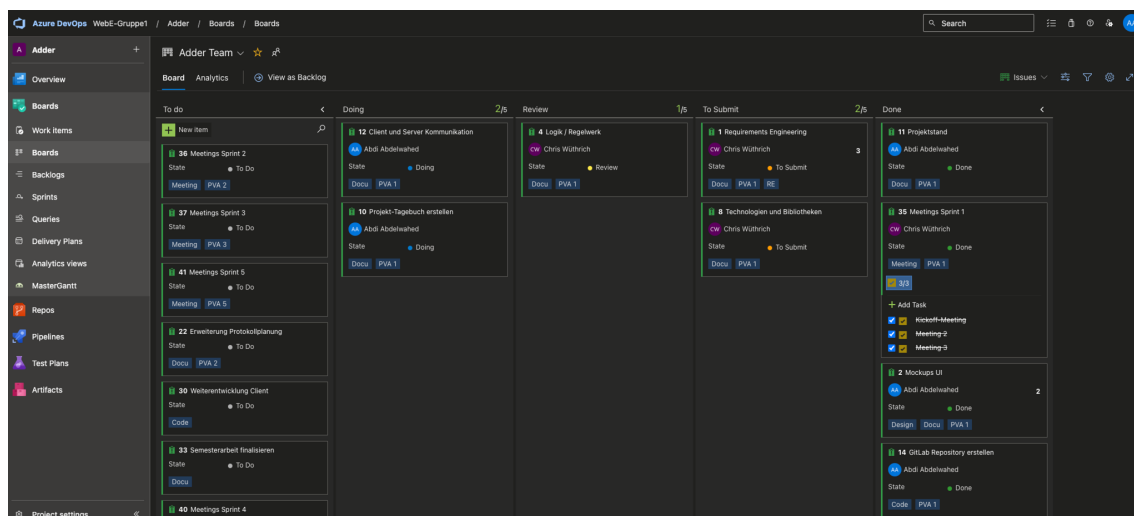 Azure DevOps WebE-Gruppe1 / Adder / Boards / Boards
Search
AA
A Adder +
Overview
Boards
Work items
Boards
Backlogs
Sprints
Queries
Delivery Plans
Analytics views
MasterGantt
Repos
Pipelines
Test Plans
Artifacts
Project settings
Adder Team
Board Analytics View as Backlog
Issues
To do
New item
36 Meetings Sprint 2
State To Do
Meeting PVA 2
37 Meetings Sprint 3
State To Do
Meeting PVA 3
41 Meetings Sprint 5
State To Do
Meeting PVA 5
22 Erweiterung Protokollplanung
State To Do
Docu PVA 2
30 Weiterentwicklung Client
State To Do
Code
33 Semesterarbeit finalisieren
State To Do
Docu
40 Meetings Sprint 4
Doing 2/5
12 Client und Server Kommunikation
AA Abdi Abdelwahed
State Doing
Docu PVA 1
10 Projekt-Tagebuch erstellen
AA Abdi Abdelwahed
State Doing
Docu PVA 1
Review 1/5
4 Logik / Regelwerk
CW Chris Wüthrich
State Review
Docu PVA 1
To Submit 2/5
1 Requirements Engineering
CW Chris Wüthrich 3
State To Submit
Docu PVA 1 RE
8 Technologien und Bibliotheken
CW Chris Wüthrich
State To Submit
Docu PVA 1
Done
11 Projektstand
AA Abdi Abdelwahed
State Done
Docu PVA 1
35 Meetings Sprint 1
CW Chris Wüthrich
State Done
Meeting PVA 1
3/3
+ Add Task
Kickoff-Meeting
Meeting 2
Meeting 3
2 Mockups UI
AA Abdi Abdelwahed 2
State Done
Design Docu PVA 1
14 GitLab Repository erstellen
AA Abdi Abdelwahed
State Done
Code PVA 1